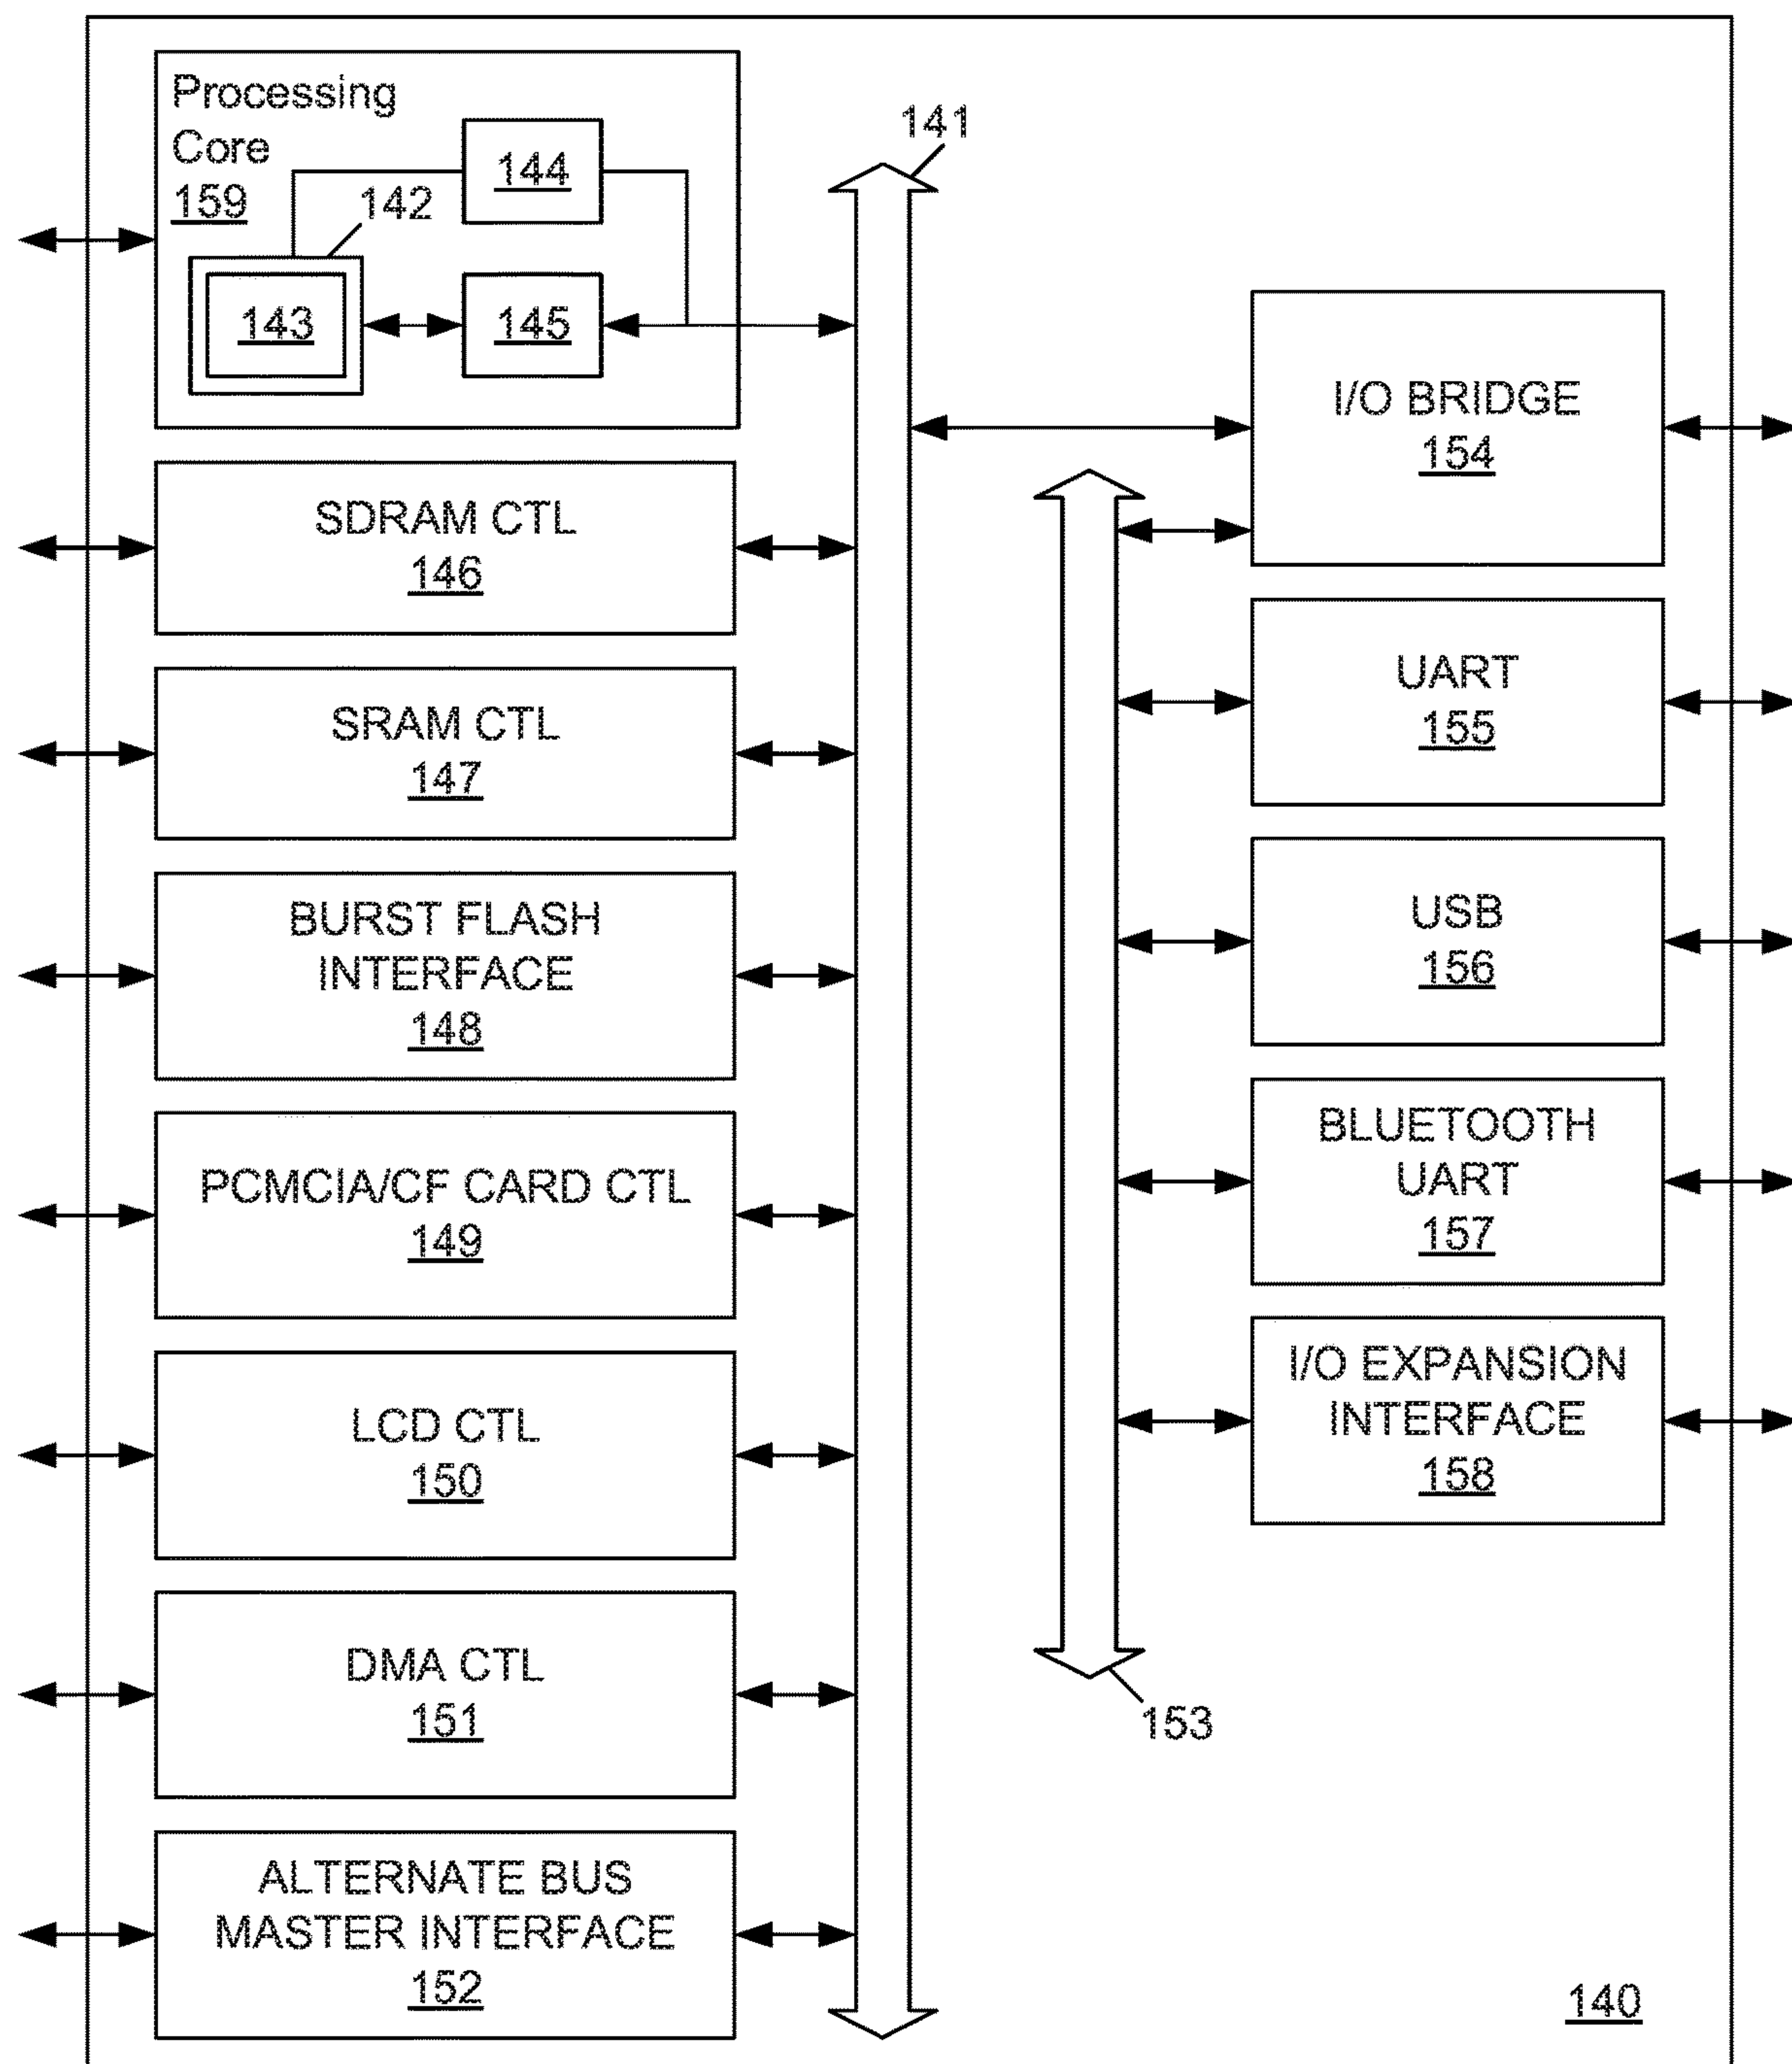 Processing
Core
159
142
144
143
145
141
SDRAM CTL
146
SRAM CTL
147
BURST FLASH
INTERFACE
148
PCMCIA/CF CARD CTL
149
LCD CTL
150
DMA CTL
151
ALTERNATE BUS
MASTER INTERFACE
152
I/O BRIDGE
154
UART
155
USB
156
BLUETOOTH
UART
157
I/O EXPANSION
INTERFACE
158
153
140